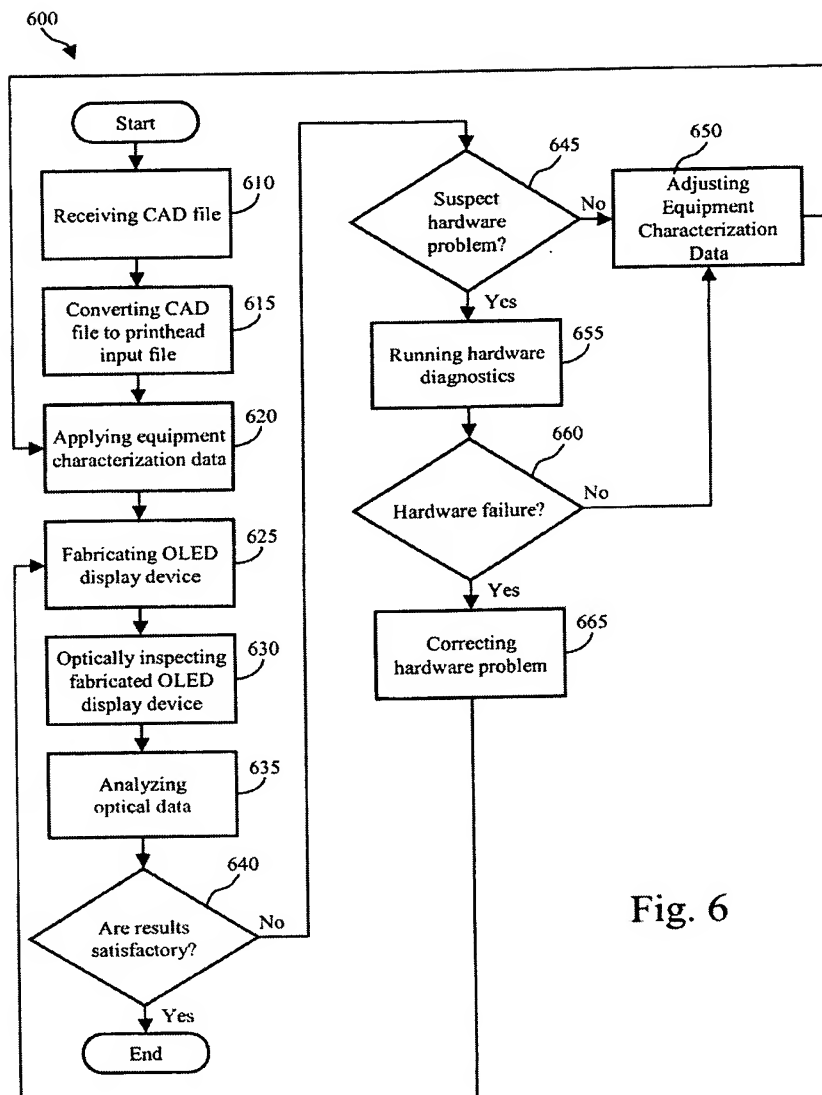 600
Start
610
Receiving CAD file
615
Converting CAD
file to printhead
input file
620
Applying equipment
characterization data
625
Fabricating OLED
display device
630
Optically inspecting
fabricated OLED
display device
635
Analyzing
optical data
640
Are results
satisfactory?
No
Yes
End
645
Suspect
hardware
problem?
No
Yes
650
Adjusting
Equipment
Characterization
Data
655
Running hardware
diagnostics
660
Hardware failure?
No
Yes
665
Correcting
hardware problem
Fig. 6